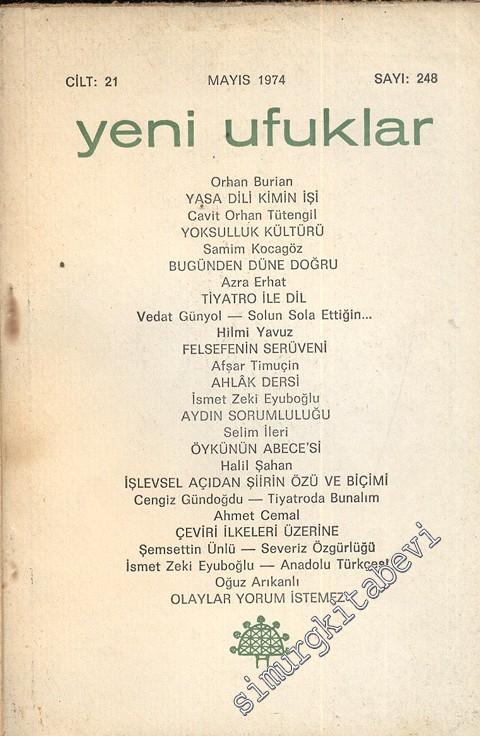 CİLT: 21 MAYIS 1974 SAYI: 248
yeni ufuklar
Orhan Burian
YASA DİLİ KİMİN İŞİ
Cavit Orhan Tütengil
YOKSULLUK KÜLTÜRÜ
Samim Kocagöz
BUGÜNDEN DÜNE DOĞRU
Azra Erhat
TİYATRO İLE DİL
Vedat Günyol — Solun Sola Ettiğin...
Hilmi Yavuz
FELSEFENİN SERÜVENİ
Afşar Timuçin
AHLÂK DERSİ
İsmet Zeki Eyuboğlu
AYDIN SORUMLULUĞU
Selim İleri
ÖYKÜNÜN ABECE'Sİ
Halil Şahan
İŞLEVSEL AÇIDAN ŞİİRİN ÖZÜ VE BİÇİMİ
Cengiz Gündoğdu — Tiyatroda Bunalım
Ahmet Cemal
ÇEVİRİ İLKELERİ ÜZERİNE
Şemsettin Ünlü — Severiz Özgürlüğü
İsmet Zeki Eyuboğlu — Anadolu Türkçesi
Oğuz Arıkanlı
OLAYLAR YORUM İSTEMEZ
simurgkitabevi